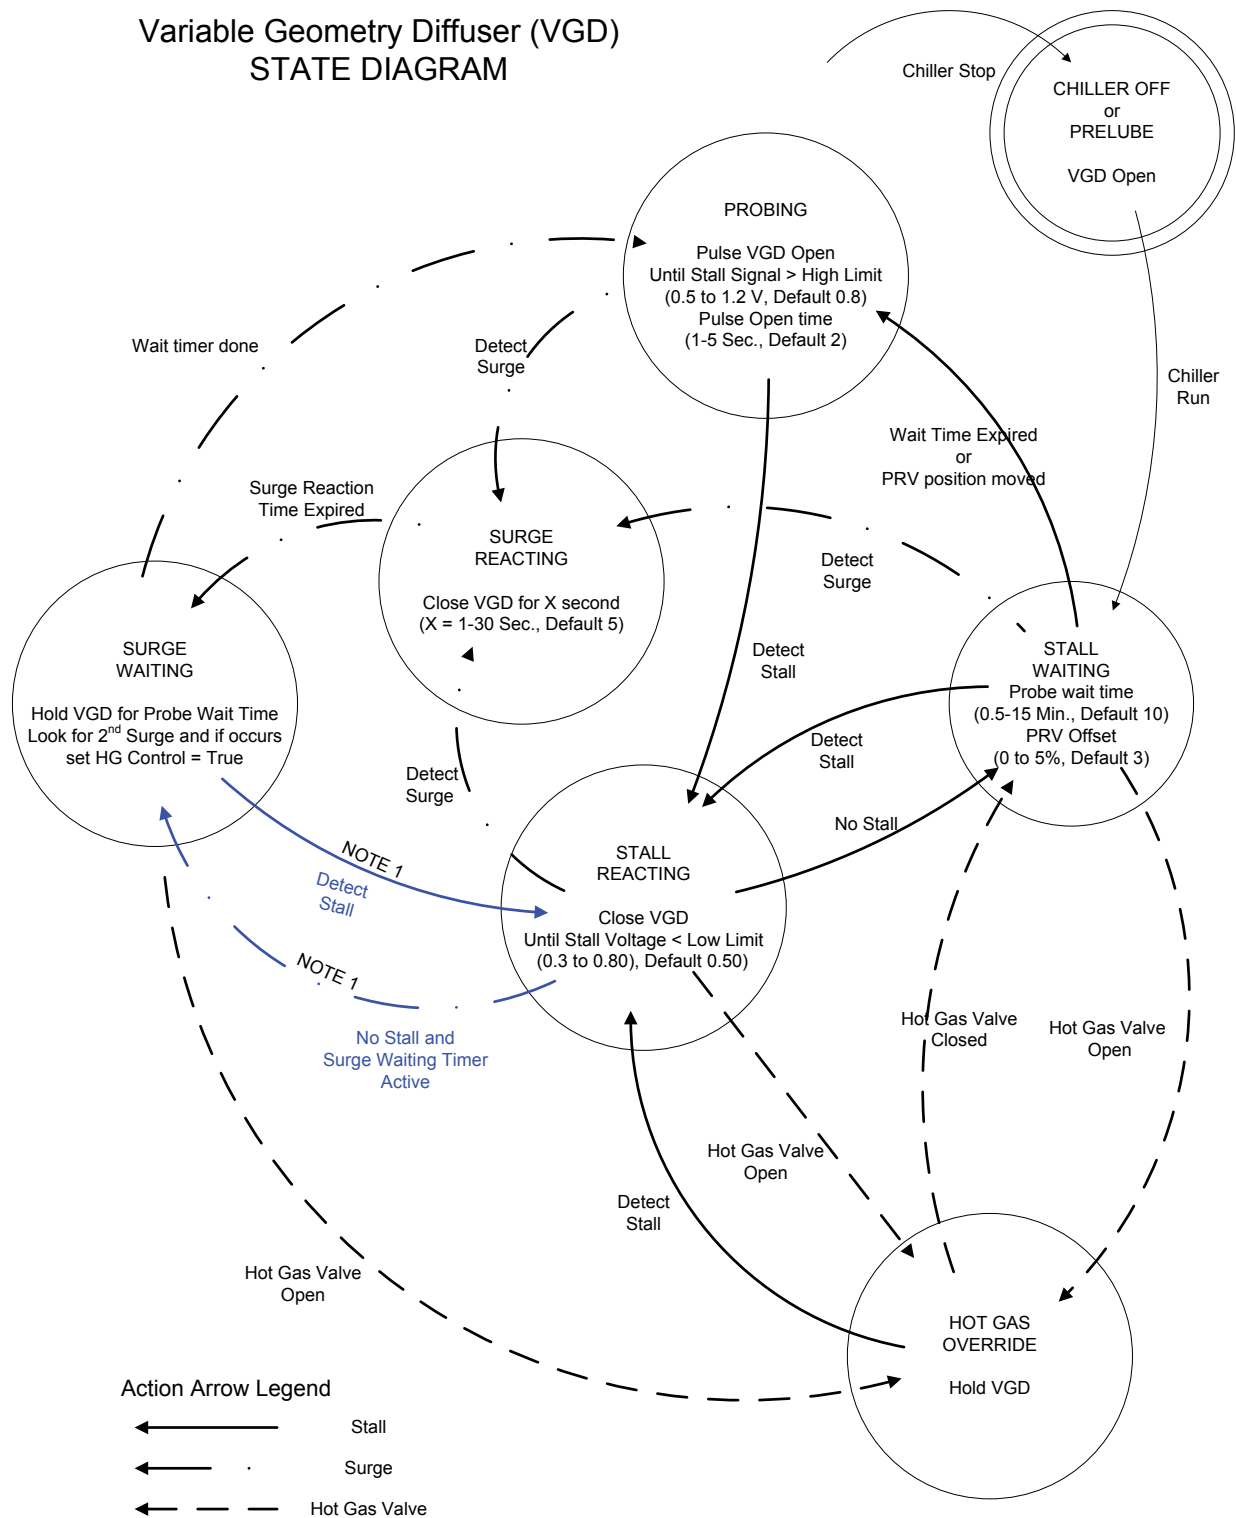 Variable Geometry Diffuser (VGD)
STATE DIAGRAM
Chiller Stop
CHILLER OFF
or
PRELUBE
VGD Open
PROBING
Pulse VGD Open
Until Stall Signal > High Limit
(0.5 to 1.2 V, Default 0.8)
Pulse Open time
(1-5 Sec., Default 2)
Wait timer done
Detect
Surge
Chiller
Run
Wait Time Expired
or
PRV position moved
Surge Reaction
Time Expired
SURGE
REACTING
Close VGD for X second
(X = 1-30 Sec., Default 5)
Detect
Surge
SURGE
WAITING
Hold VGD for Probe Wait Time
Look for 2nd Surge and if occurs
set HG Control = True
Detect
Stall
STALL
WAITING
Probe wait time
(0.5-15 Min., Default 10)
PRV Offset
(0 to 5%, Default 3)
Detect
Surge
Detect
Stall
No Stall
NOTE 1
Detect
Stall
STALL
REACTING
Close VGD
Until Stall Voltage < Low Limit
(0.3 to 0.80), Default 0.50)
NOTE 1
No Stall and
Surge Waiting Timer
Active
Hot Gas Valve
Closed
Hot Gas Valve
Open
Hot Gas Valve
Open
Detect
Stall
Hot Gas Valve
Open
HOT GAS
OVERRIDE
Hold VGD
Action Arrow Legend
Stall
Surge
Hot Gas Valve